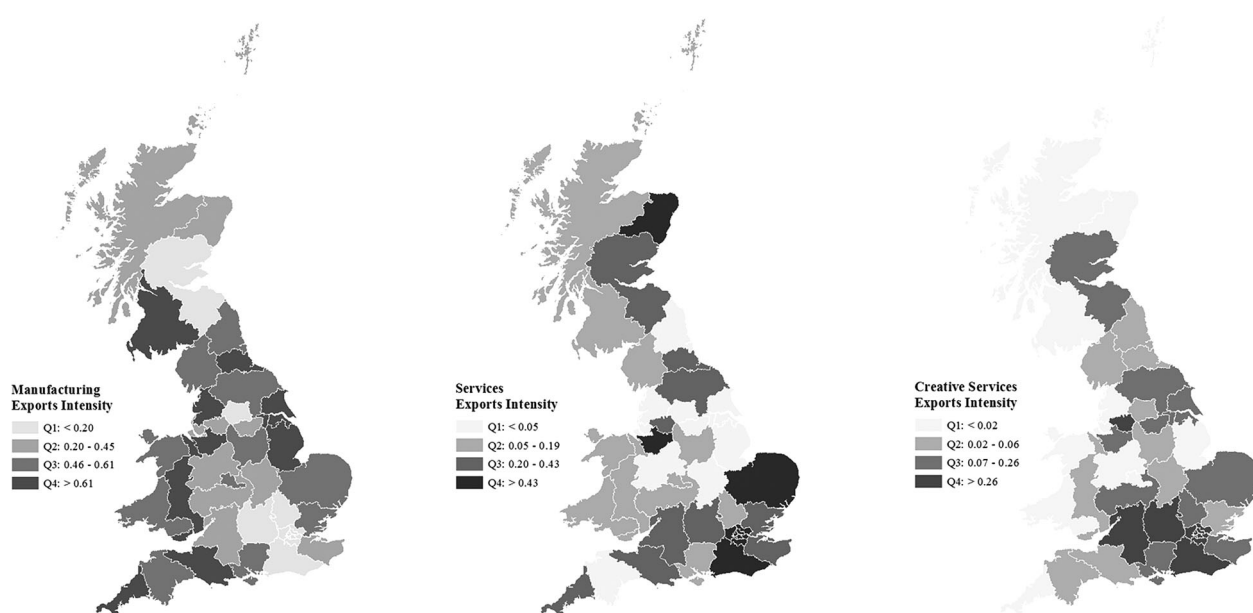 Manufacturing
Exports Intensity
Q1: < 0.20
Q2: 0.20 - 0.45
Q3: 0.46 - 0.61
Q4: > 0.61
Services
Exports Intensity
Q1: < 0.05
Q2: 0.05 - 0.19
Q3: 0.20 - 0.43
Q4: > 0.43
Creative Services
Exports Intensity
Q1: < 0.02
Q2: 0.02 - 0.06
Q3: 0.07 - 0.26
Q4: > 0.26